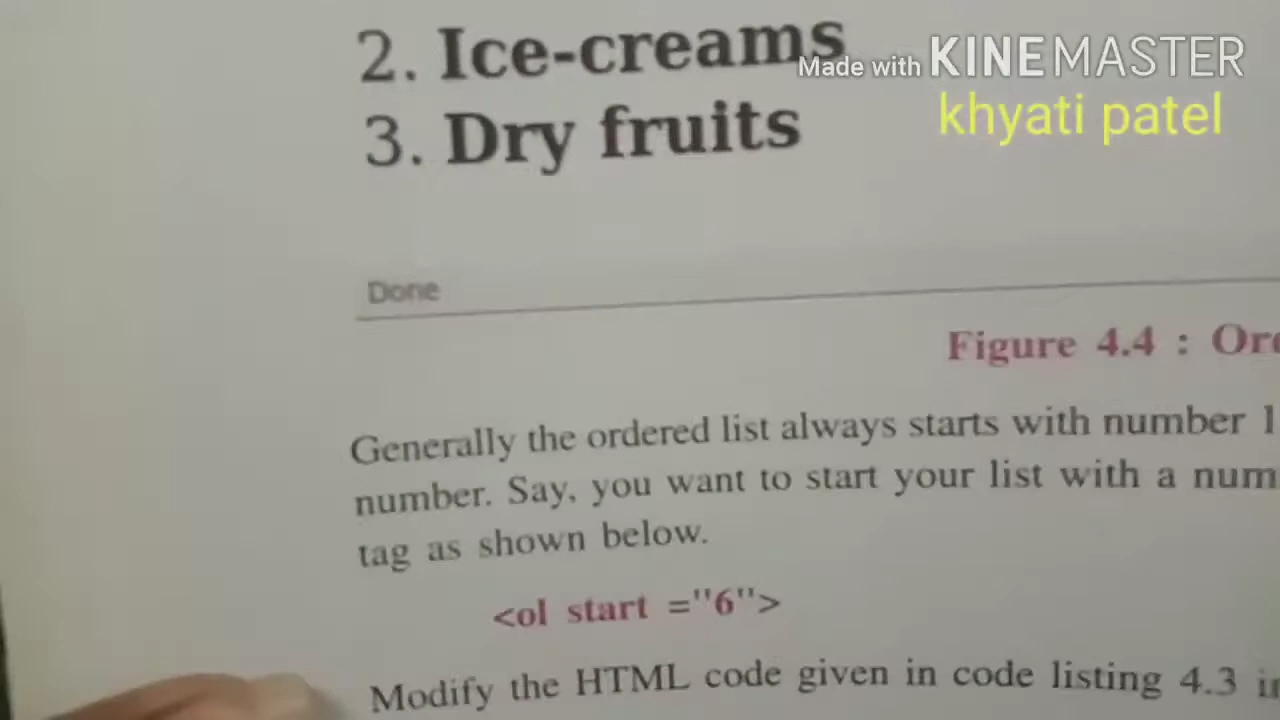 2. Ice-creams
Made with KINEMASTER
3. Dry fruits
khyati patel
Done
Figure 4.4 :
Generally the ordered list always starts with number 1
number. Say, you want to start your list with a
tag as shown below.
<ol start ="6">
Modify the HTML code given in code listing 4.3